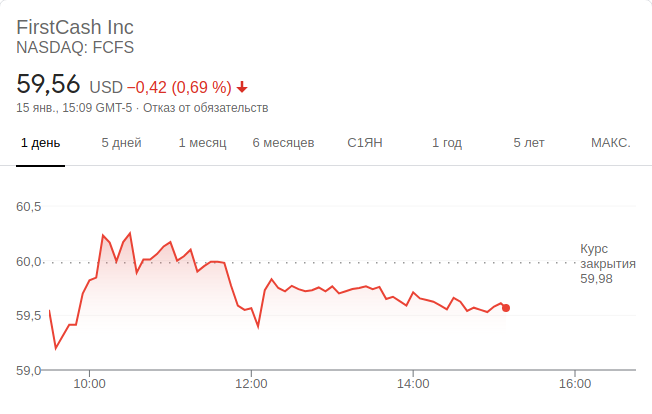 FirstCash Inc
NASDAQ: FCFS
59,56 USD −0,42 (0,69 %)
15 янв., 15:09 GMT-5 · Отказ от обязательств
1 день 5 дней 1 месяц 6 месяцев С1ЯН 1 год 5 лет МАКС.
60,5
60,0
59,5
59,0
Курс
закрытия
59,98
10:00 12:00 14:00 16:00